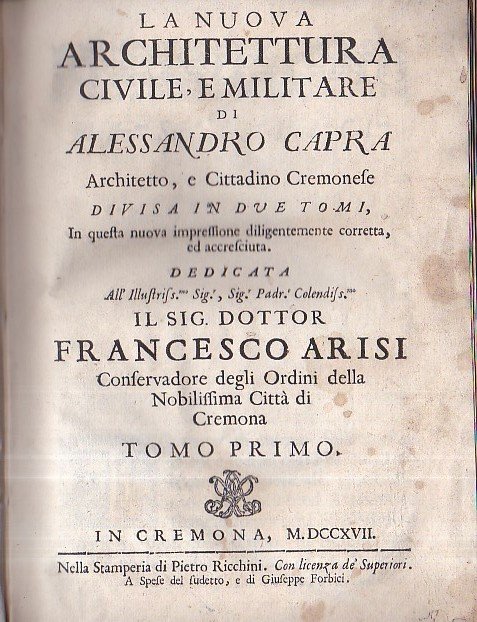 LA NUOVA
ARCHITETTURA
CIVILE, E MILITARE
DI
ALESSANDRO CAPRA
Architetto, e Cittadino Cremoneſe
DIVISA IN DUE TOMI,
In queſta nuova impreſſione diligentemente corretta,
ed accreſciuta.
DEDICATA
All' Illuſtriſs.mo Sig.r, Sig.r Padr.e Colendiſs.mo
IL SIG. DOTTOR
FRANCESCO ARISI
Conſervadore degli Ordini della
Nobiliſſima Città di
Cremona
TOMO PRIMO.
IN CREMONA, M.DCCXVII.
Nella Stamperia di Pietro Ricchini. Con licenza de' Superiori.
A Speſe del ſudetto, e di Giuſeppe Forbici.